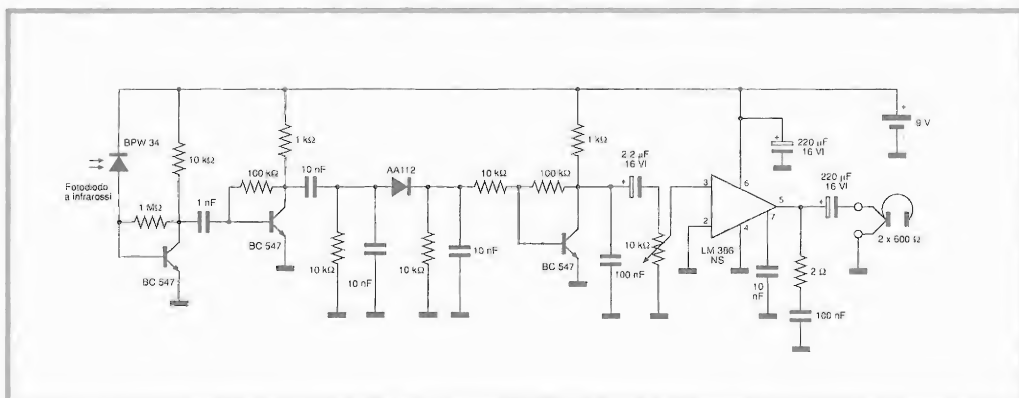 BPW 34
Fotodiodo
a infrarossi
10 kΩ
1 MΩ
BC 547
1 nF
100 kΩ
1 kΩ
BC 547
10 nF
10 kΩ
10 nF
AA112
10 kΩ
10 nF
10 kΩ
100 kΩ
1 kΩ
BC 547
100 nF
2.2 µF
16 Vl
+
10 kΩ
3
2
6
5
7
4
LM 386
NS
+
220 µF
16 Vl
10
nF
2 Ω
100 nF
220 µF
16 Vl
+
2 x 600 Ω
+
9 V